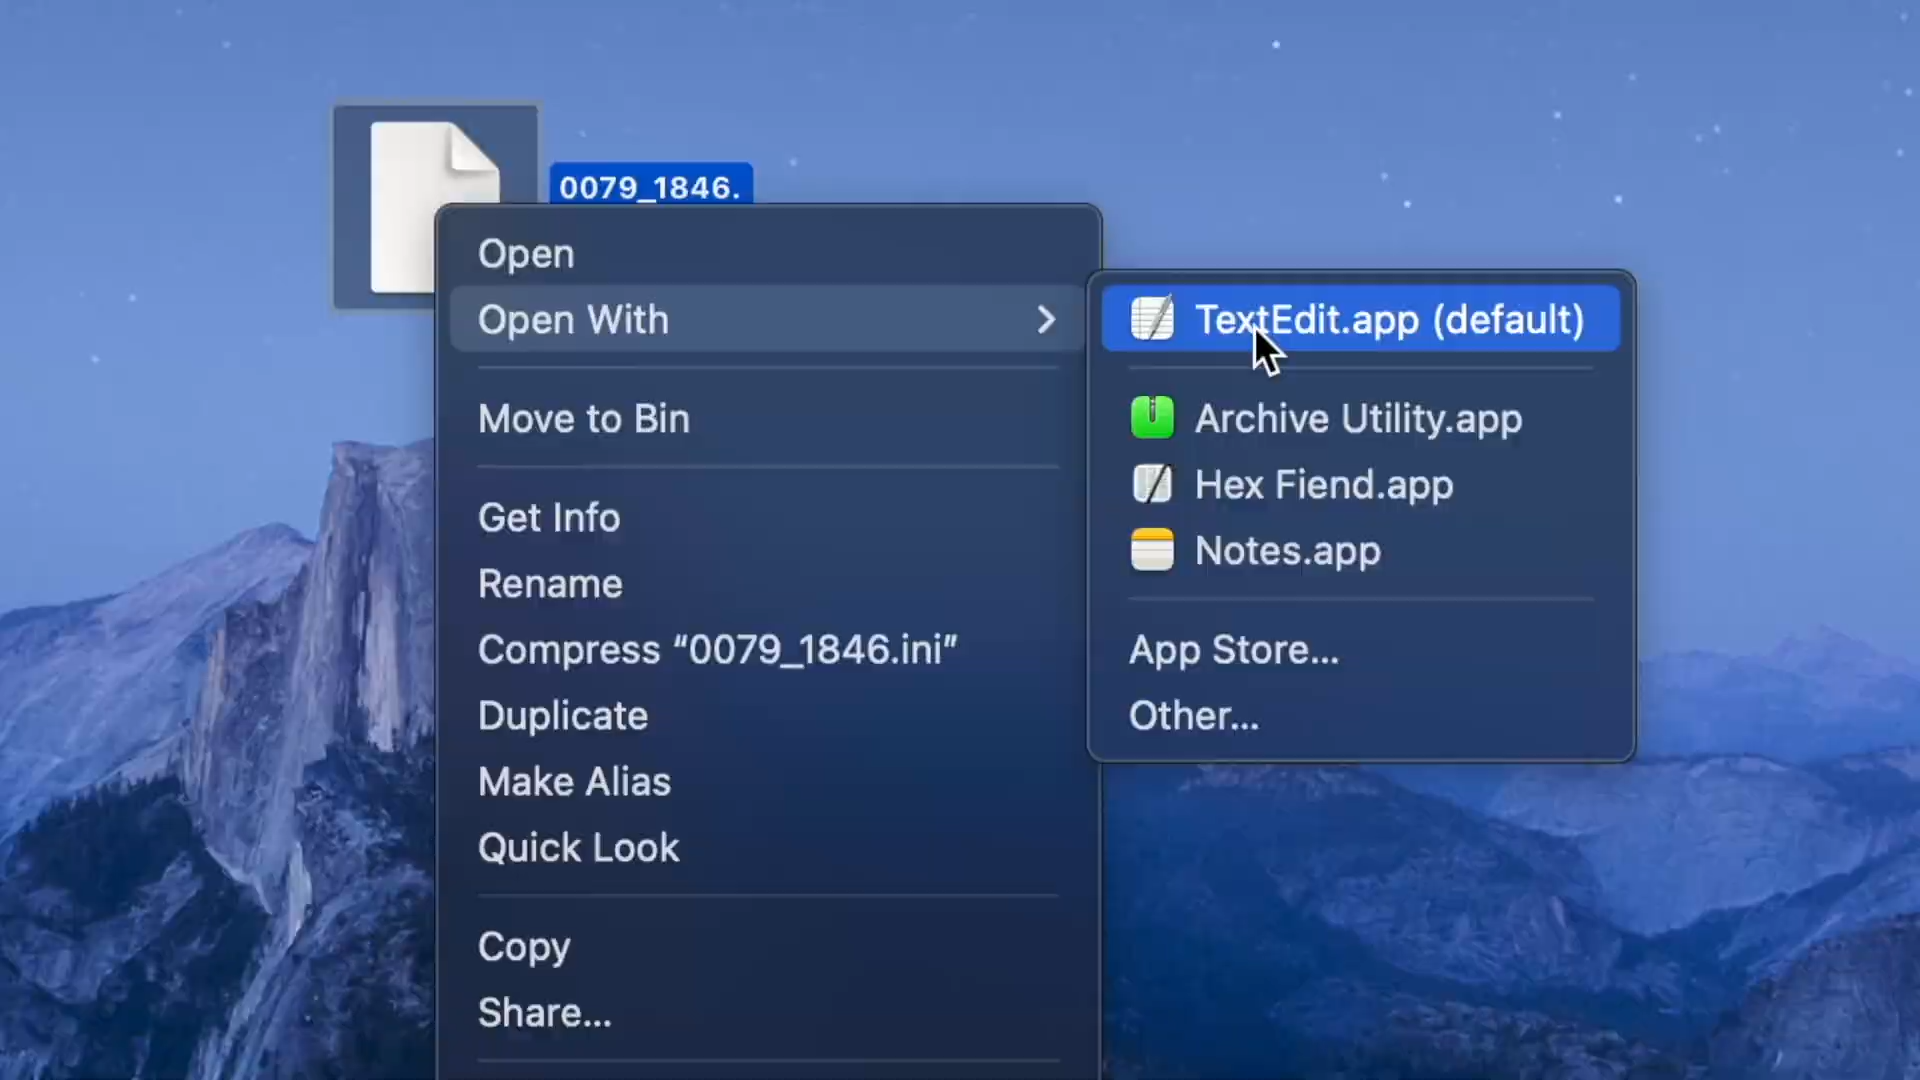 0079_1846.
Open
Open With
Move to Bin
Get Info
Rename
Compress “0079_1846.ini”
Duplicate
Make Alias
Quick Look
Copy
Share...
TextEdit.app (default)
Archive Utility.app
Hex Fiend.app
Notes.app
App Store...
Other...